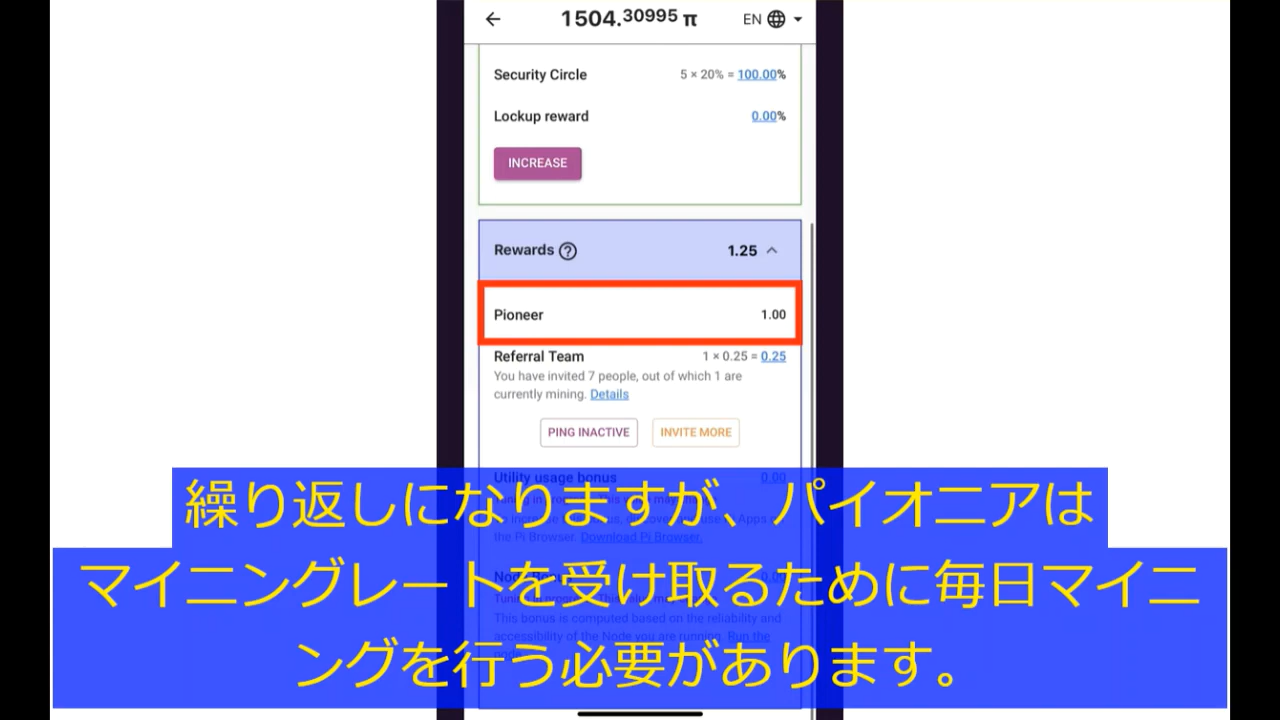 1504.30995 π EN
Security Circle 5 × 20% = 100.00%
Lockup reward 0.00%
INCREASE
Rewards ? 1.25
Pioneer 1.00
Referral Team 1 × 0.25 = 0.25
You have invited 7 people, out of which 1 are
currently mining. Details
PING INACTIVE INVITE MORE
Utility usage bonus 0.00
the Pi Browser. Download Pi Browser.
This bonus is computed based on the reliability and
accessibility of the Node you are running. Run the
繰り返しになりますが、パイオニアは
マイニングレートを受け取るために毎日マイニ
ングを行う必要があります。